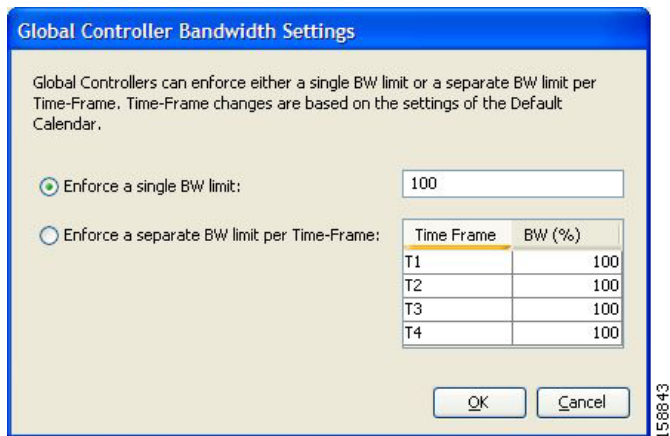 Global Controller Bandwidth Settings
Global Controllers can enforce either a single BW limit or a separate BW limit per
Time-Frame. Time-Frame changes are based on the settings of the Default
Calendar.
Enforce a single BW limit: 100
Enforce a separate BW limit per Time-Frame:
Time Frame BW (%)
T1 100
T2 100
T3 100
T4 100
OK Cancel
158843